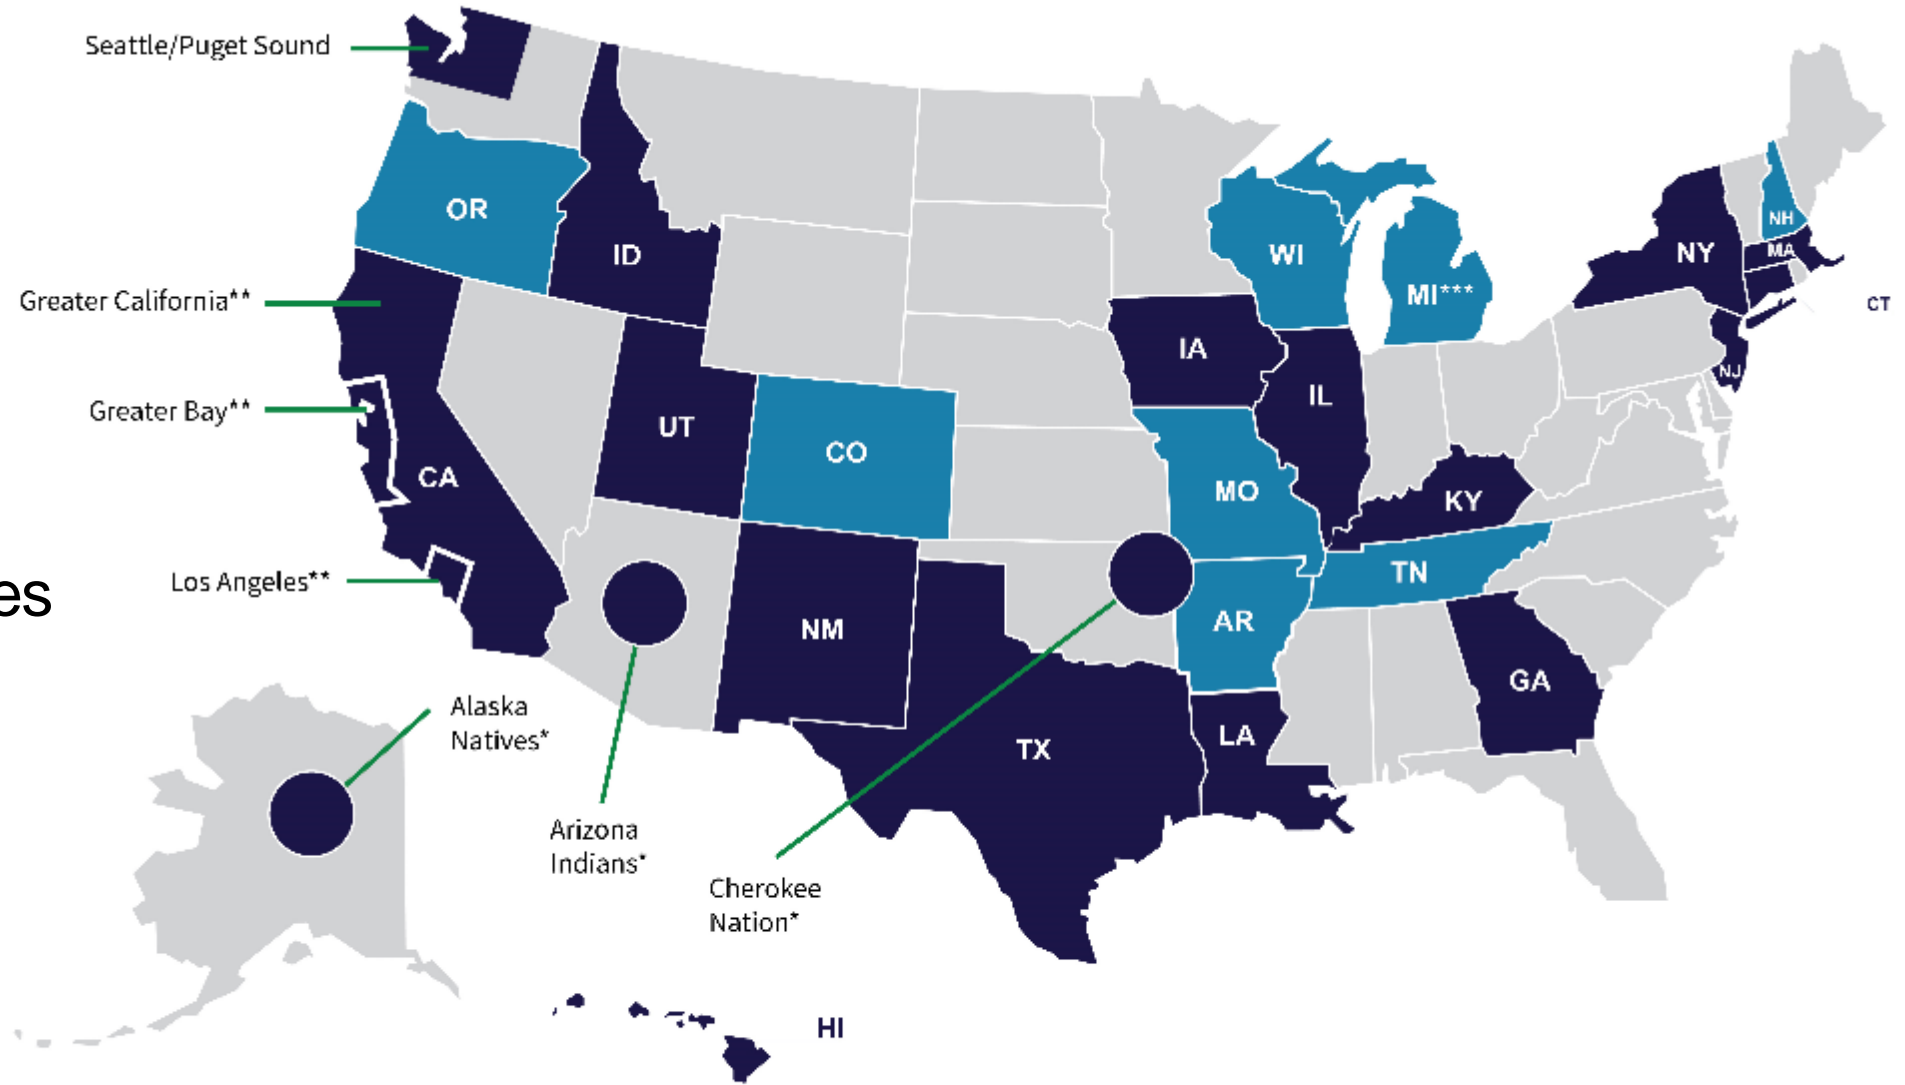 Seattle/Puget Sound
OR
ID
WI
MI***
NY
NH
MA
CT
Greater California**
IA
IL
NJ
Greater Bay**
CA
UT
CO
MO
KY
Los Angeles**
es
NM
TN
AR
GA
Alaska
Natives*
TX
LA
Arizona
Indians*
Cherokee
Nation*
HI